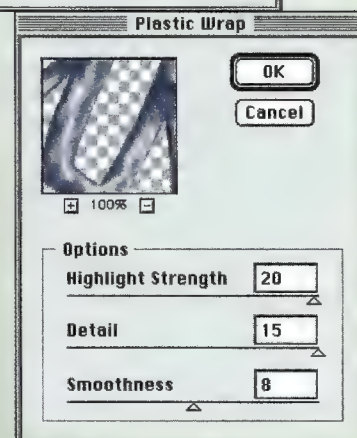 Plastic Wrap
OK
Cancel
+ 100% -
Options
Highlight Strength 20
Detail 15
Smoothness 8